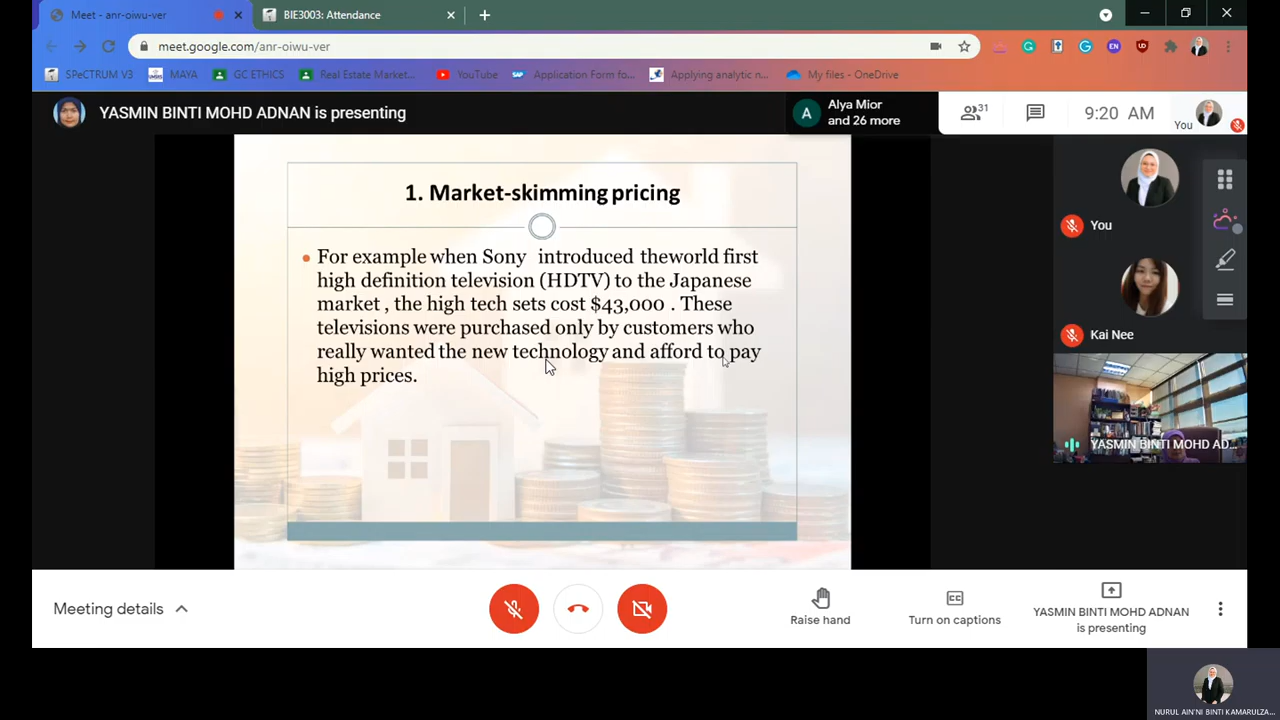 Meet - anr-oiwu-ver
BIE3003: Attendance
meet.google.com/anr-oiwu-ver
SPeCTRUM V3
MAYA
GC ETHICS
Real Estate Market...
YouTube
Application Form fo...
Applying analytic n...
My files - OneDrive
YASMIN BINTI MOHD ADNAN is presenting
A
Alya Mior
and 26 more
31
9:20 AM
You
1. Market-skimming pricing
For example when Sony introduced theworld first
high definition television (HDTV) to the Japanese
market , the high tech sets cost $43,000 . These
televisions were purchased only by customers who
really wanted the new technology and afford to pay
high prices.
You
Kai Nee
YASMIN BINTI MOHD AD...
Meeting details
Raise hand
CC
Turn on captions
YASMIN BINTI MOHD ADNAN
is presenting
NURUL AIN'NI BINTI KAMARULZA...